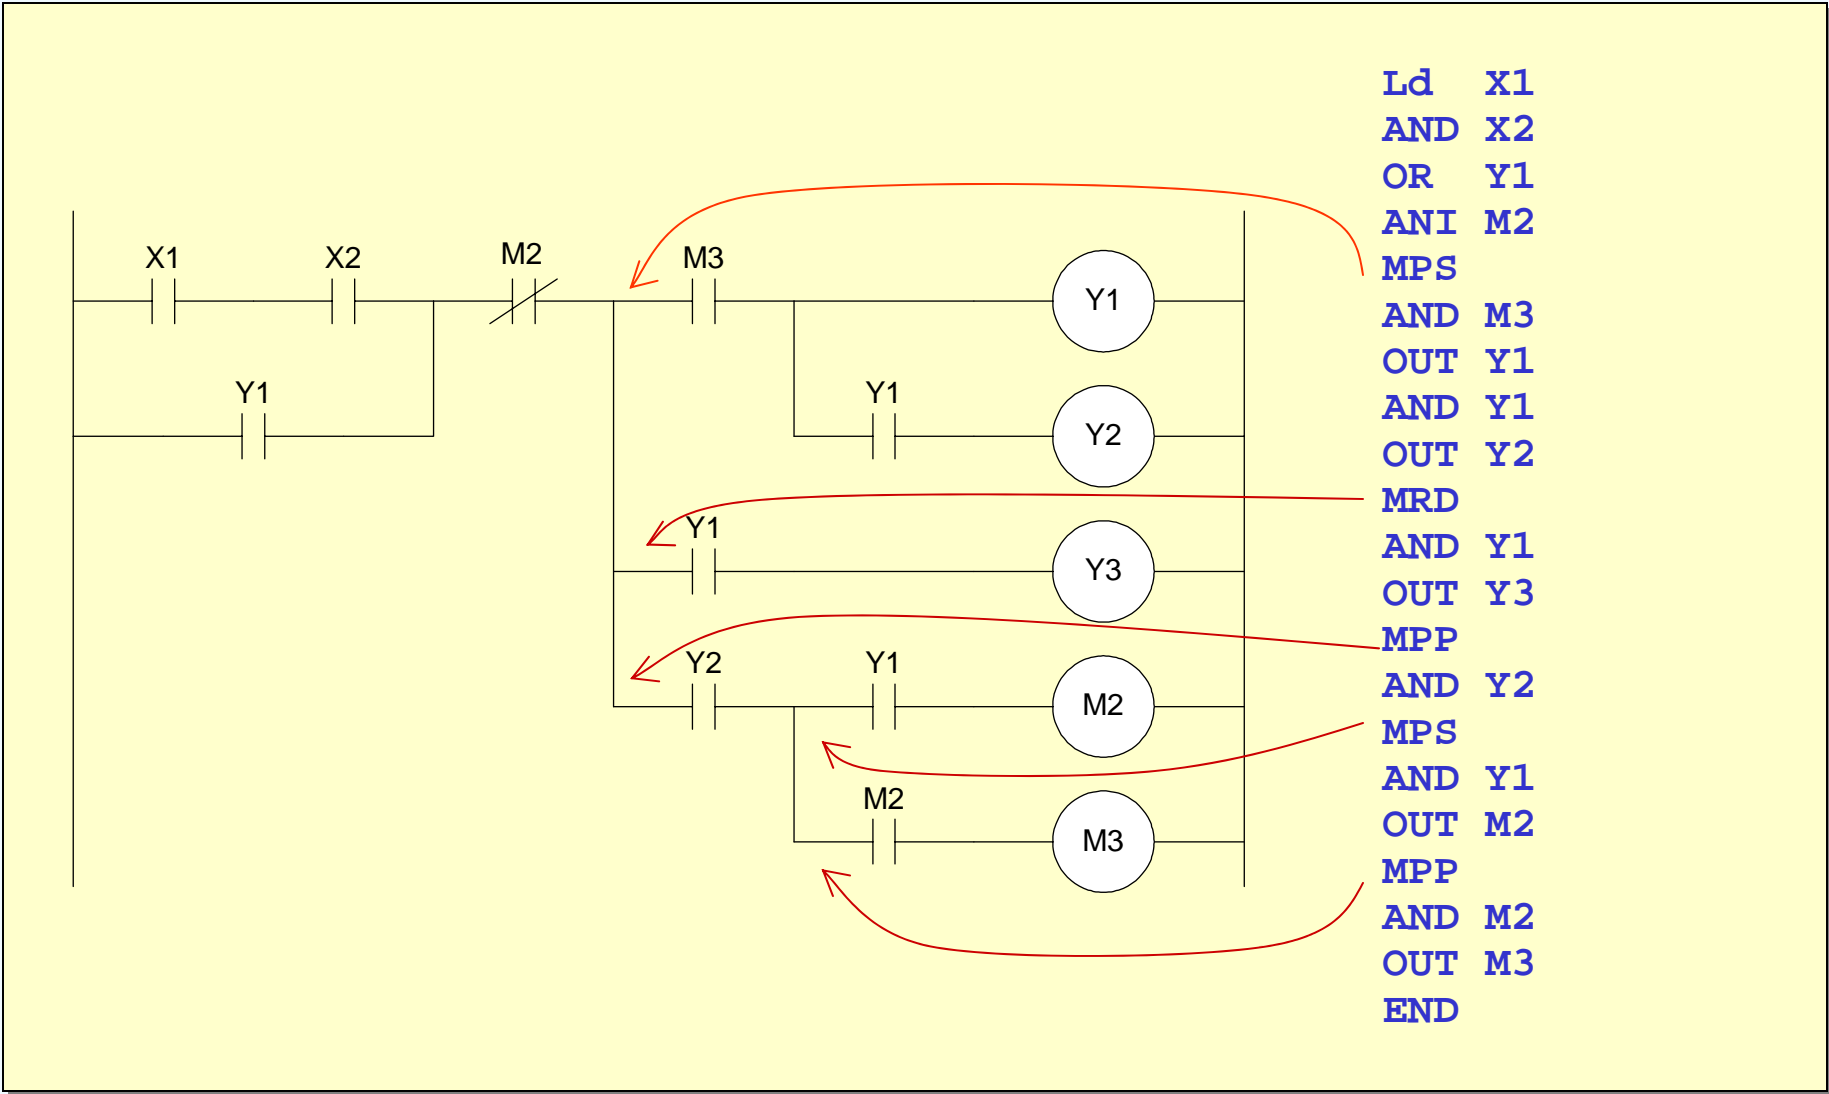 X1 X2 M2 M3 Y1
Y1 Y1 Y2
Y1 Y3
Y2 Y1 M2
M2 M3
Ld X1
AND X2
OR Y1
ANI M2
MPS
AND M3
OUT Y1
AND Y1
OUT Y2
MRD
AND Y1
OUT Y3
MPP
AND Y2
MPS
AND Y1
OUT M2
MPP
AND M2
OUT M3
END